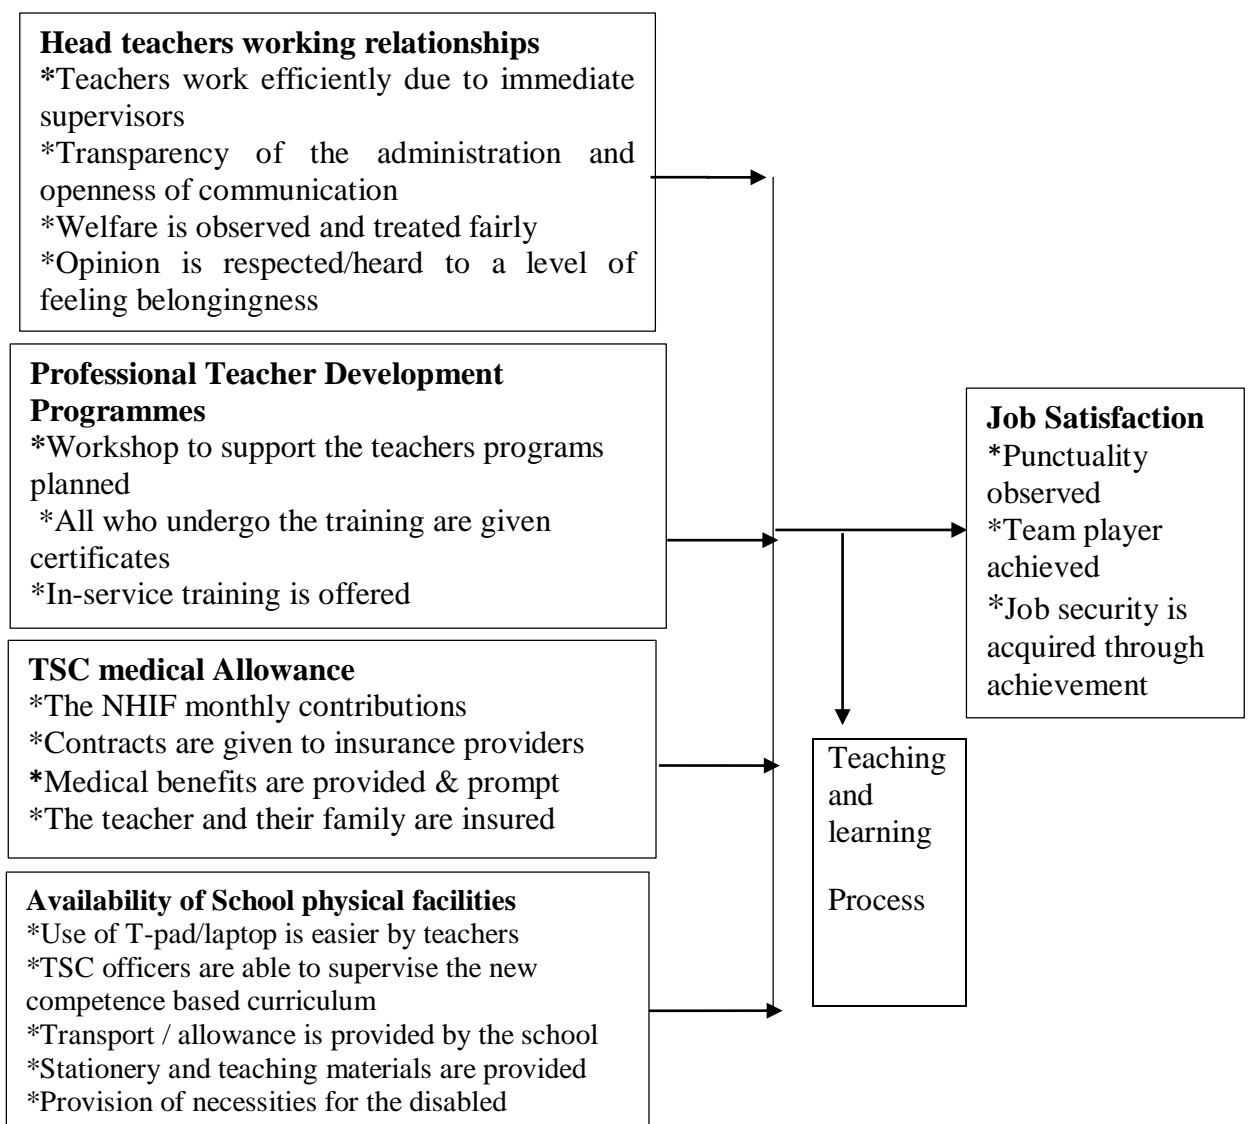 Head teachers working relationships
*Teachers work efficiently due to immediate
supervisors
*Transparency of the administration and
openness of communication
*Welfare is observed and treated fairly
*Opinion is respected/heard to a level of
feeling belongingness
Professional Teacher Development
Programmes
*Workshop to support the teachers programs
planned
*All who undergo the training are given
certificates
*In-service training is offered
TSC medical Allowance
*The NHIF monthly contributions
*Contracts are given to insurance providers
*Medical benefits are provided & prompt
*The teacher and their family are insured
Availability of School physical facilities
*Use of T-pad/laptop is easier by teachers
*TSC officers are able to supervise the new
competence based curriculum
*Transport / allowance is provided by the school
*Stationery and teaching materials are provided
*Provision of necessities for the disabled
Job Satisfaction
*Punctuality
observed
*Team player
achieved
*Job security is
acquired through
achievement
Teaching
and
learning
Process